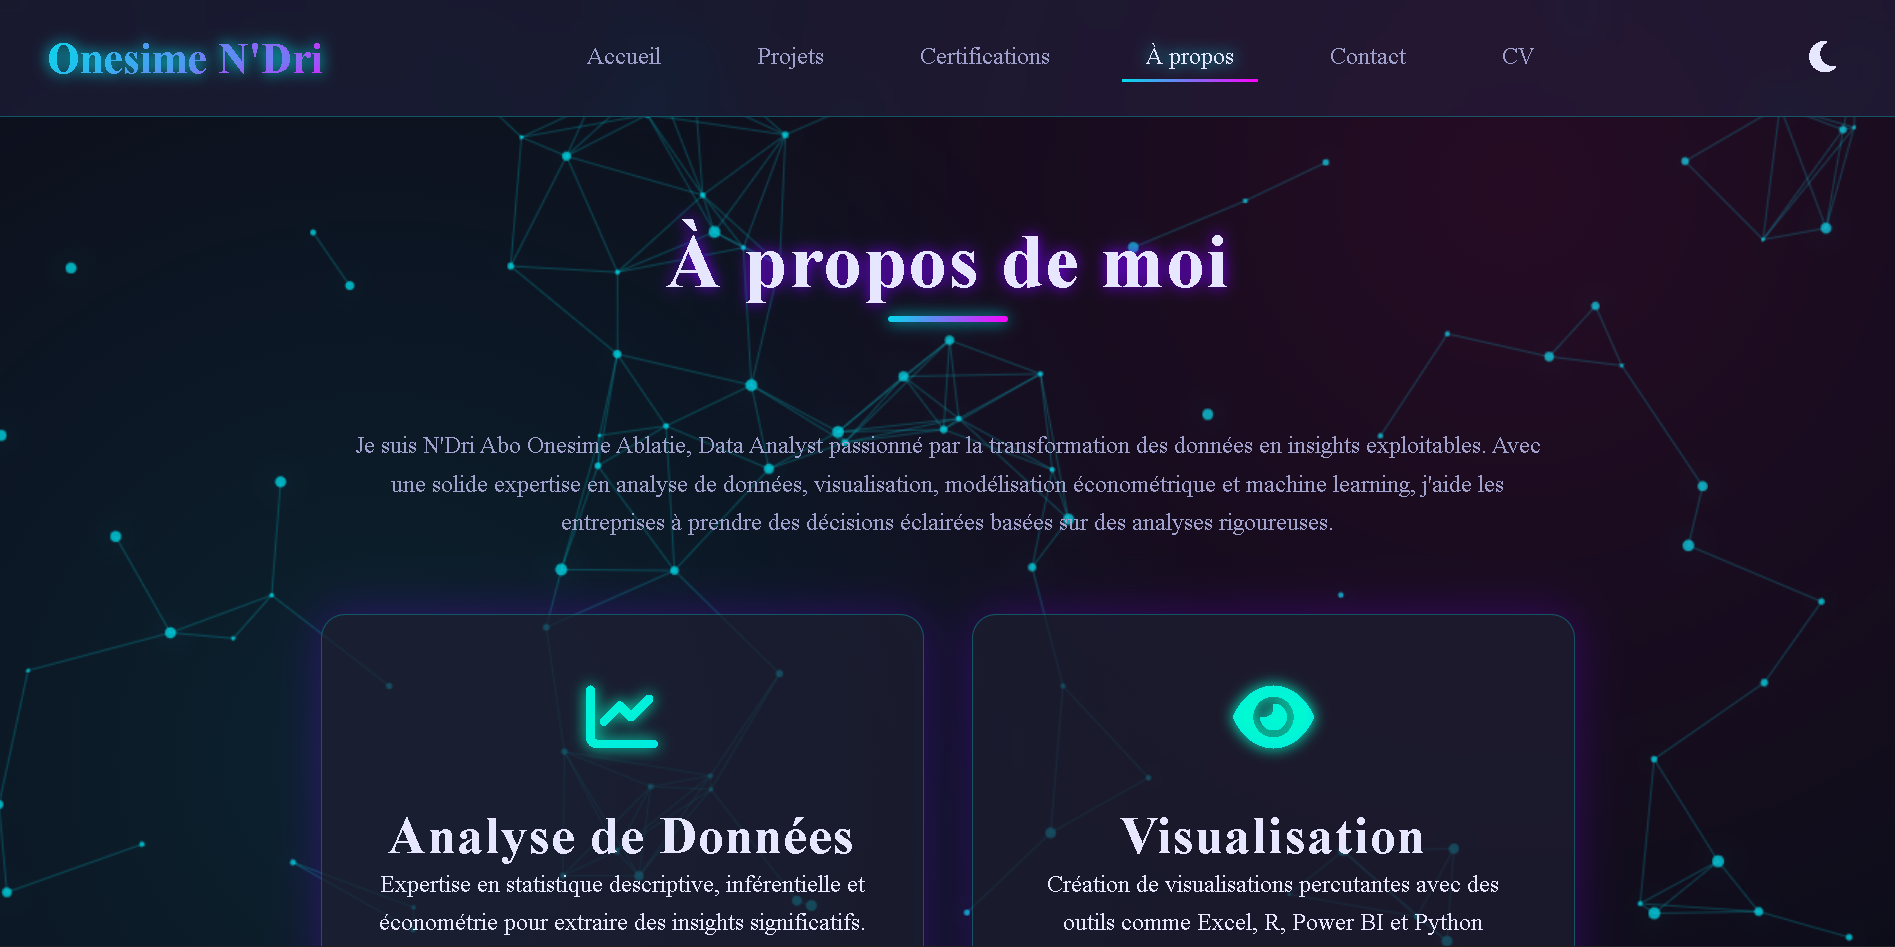 Onesime N'Dri
Accueil
Projets
Certifications
À propos
Contact
CV
À propos de moi
Je suis N'Dri Abo Onesime Ablatie, Data Analyst passionné par la transformation des données en insights exploitables. Avec
une solide expertise en analyse de données, visualisation, modélisation économétrique et machine learning, j'aide les
entreprises à prendre des décisions éclairées basées sur des analyses rigoureuses.
Analyse de Données
Expertise en statistique descriptive, inférentielle et
économétrie pour extraire des insights significatifs.
Visualisation
Création de visualisations percutantes avec des
outils comme Excel, R, Power BI et Python